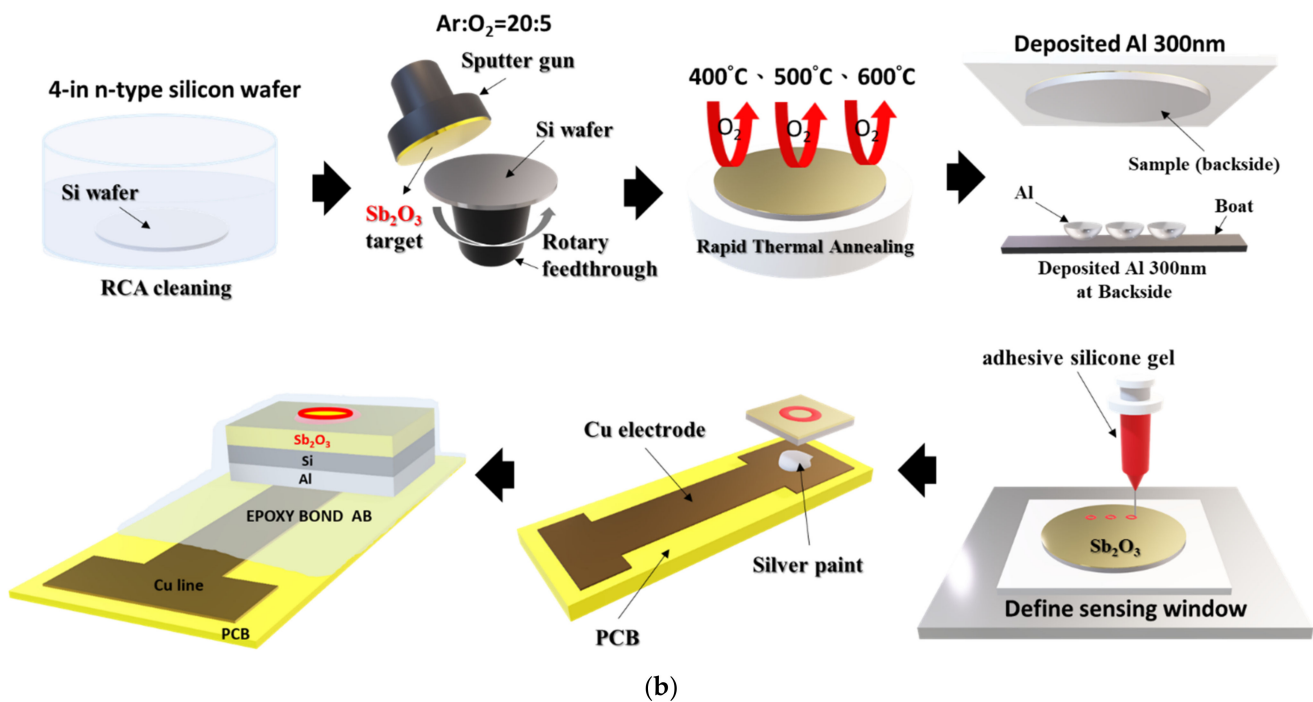 4-in n-type silicon wafer
Si wafer
RCA cleaning
Ar:O₂=20:5
Sputter gun
Si wafer
Sb₂O₃
target
Rotary
feedthrough
400°C、500°C、600°C
O₂ O₂ O₂
Rapid Thermal Annealing
Deposited Al 300nm
Sample (backside)
Al
Boat
Deposited Al 300nm
at Backside
adhesive silicone gel
Sb₂O₃
Define sensing window
Cu electrode
Silver paint
PCB
Sb₂O₃
Si
Al
EPOXY BOND AB
Cu line
PCB
(b)